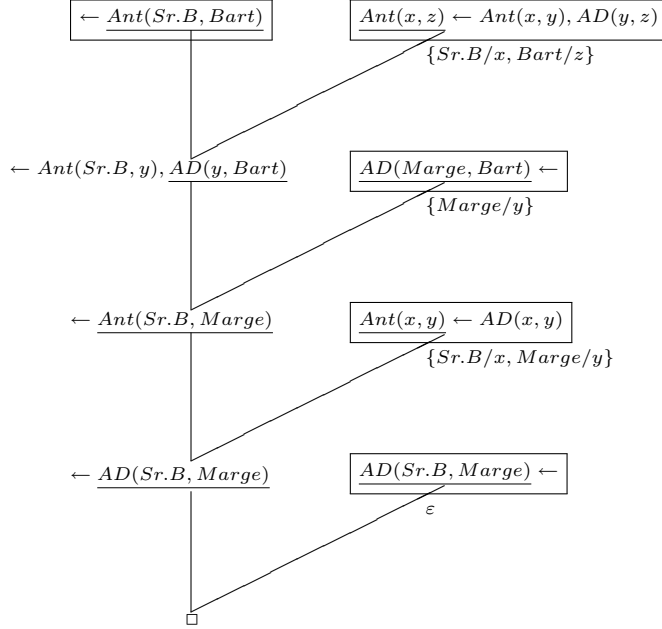 ← Ant(Sr.B, Bart)
Ant(x, z) ← Ant(x, y), AD(y, z)
{Sr.B/x, Bart/z}
← Ant(Sr.B, y), AD(y, Bart)
AD(Marge, Bart) ←
{Marge/y}
← Ant(Sr.B, Marge)
Ant(x, y) ← AD(x, y)
{Sr.B/x, Marge/y}
← AD(Sr.B, Marge)
AD(Sr.B, Marge) ←
ε
□